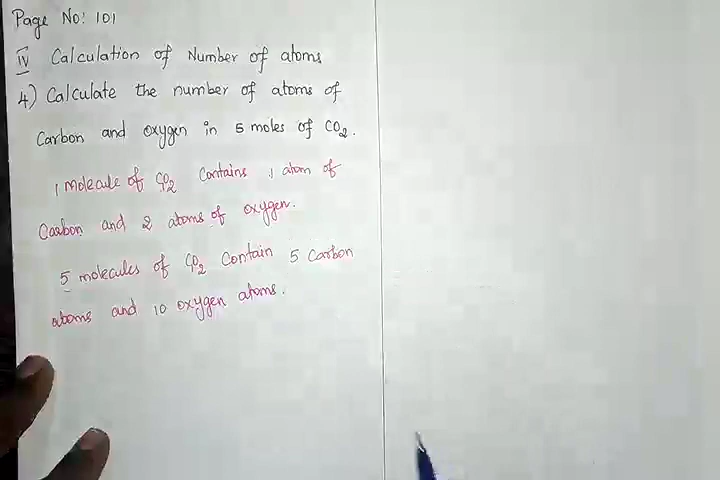 Page No: 101
IV Calculation of Number of atoms
4) Calculate the number of atoms of
Carbon and oxygen in 5 moles of CO2.
1 molecule of CO2 Contains 1 atom of
Carbon and 2 atoms of oxygen.
5 molecules of CO2 Contain 5 Carbon
atoms and 10 oxygen atoms.